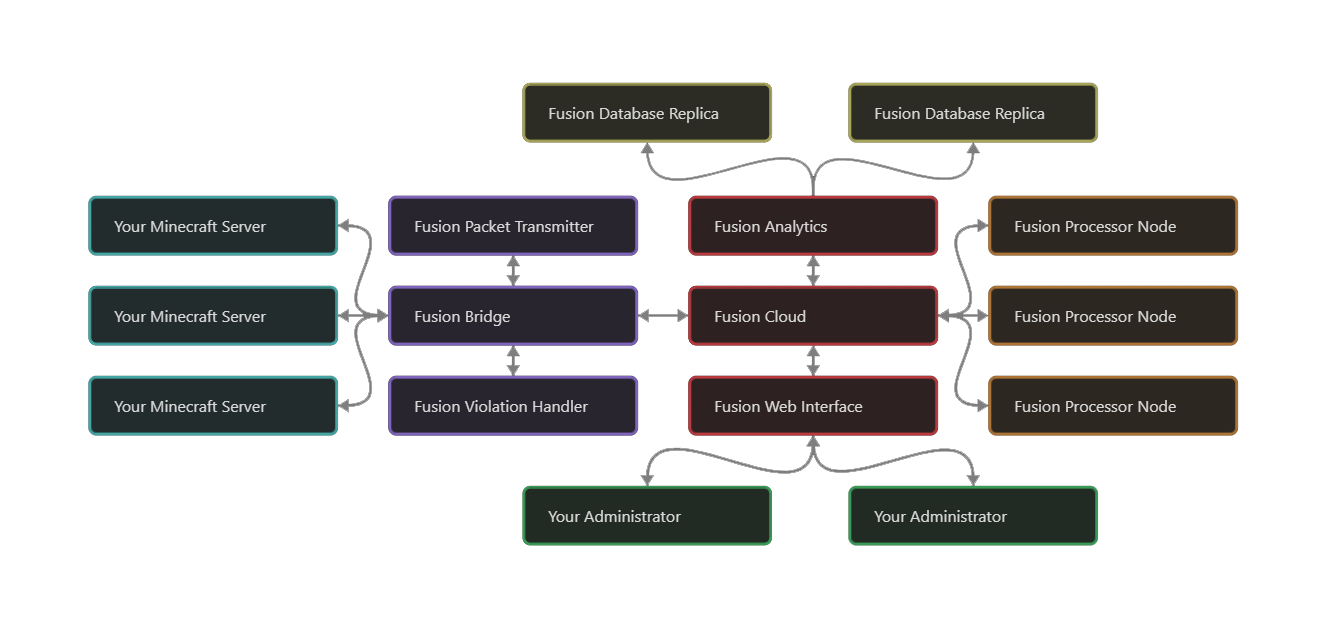 Fusion Database Replica
Fusion Database Replica
Your Minecraft Server
Fusion Packet Transmitter
Fusion Analytics
Fusion Processor Node
Your Minecraft Server
Fusion Bridge
Fusion Cloud
Fusion Processor Node
Your Minecraft Server
Fusion Violation Handler
Fusion Web Interface
Fusion Processor Node
Your Administrator
Your Administrator